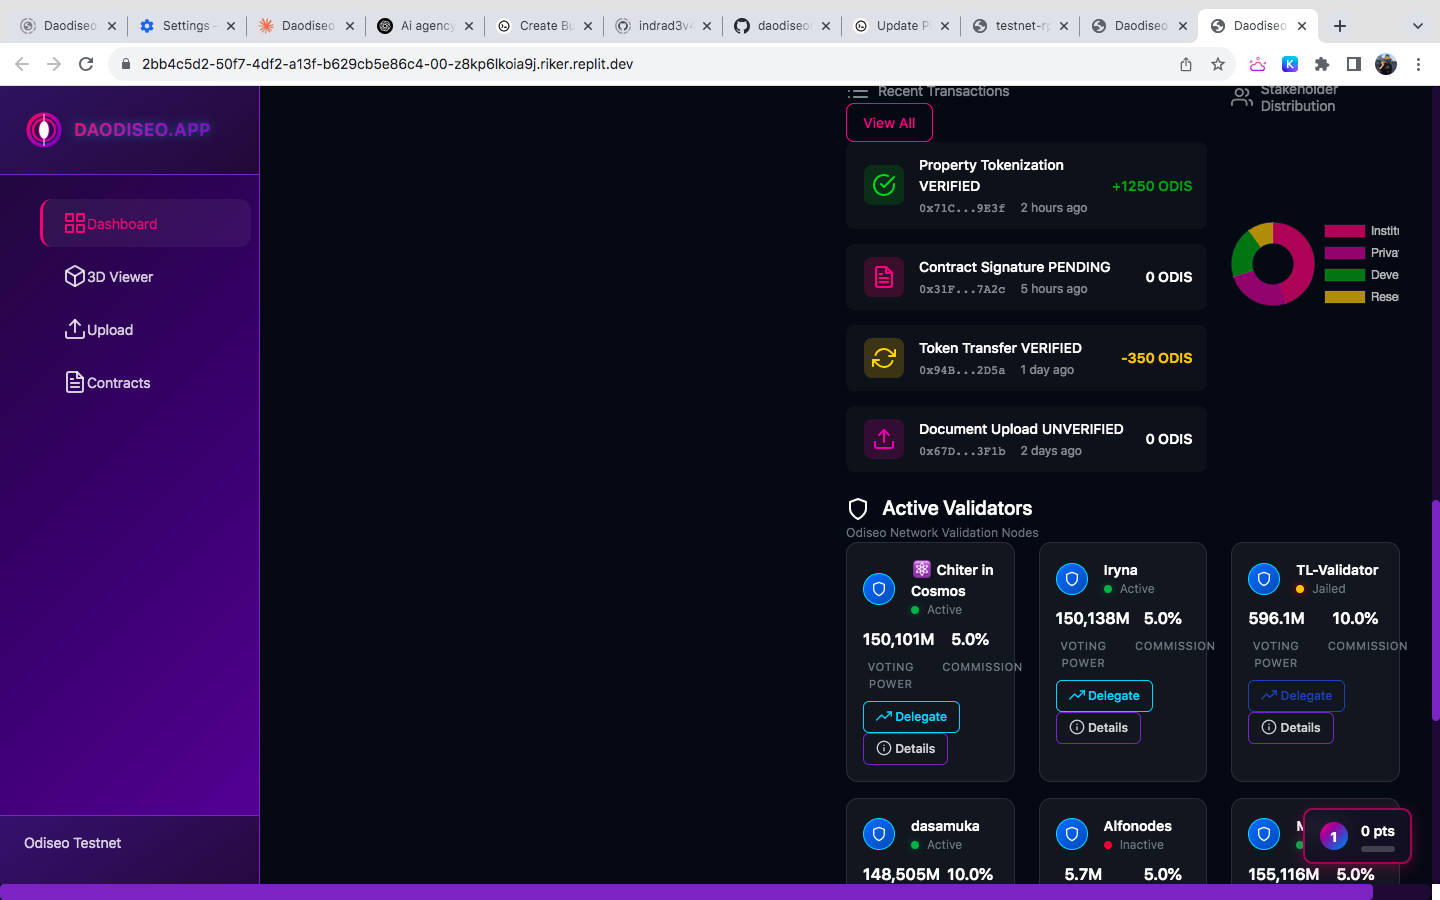 Daodiseo
Settings -
Daodiseo
Ai agency
Create Bu
indrad3v4
daodiseo
Update P
testnet-rp
Daodiseo
Daodiseo
2bb4c5d2-50f7-4df2-a13f-b629cb5e86c4-00-z8kp6lkoia9j.riker.replit.dev
DAODISEO.APP
Dashboard
3D Viewer
Upload
Contracts
Odiseo Testnet
Recent Transactions
View All
Property Tokenization
VERIFIED
0x71C...9E3f 2 hours ago
+1250 ODIS
Contract Signature PENDING
0x31F...7A2c 5 hours ago
0 ODIS
Token Transfer VERIFIED
0x94B...2D5a 1 day ago
-350 ODIS
Document Upload UNVERIFIED
0x67D...3F1b 2 days ago
0 ODIS
Stakeholder
Distribution
Instit
Priva
Deve
Rese
Active Validators
Odiseo Network Validation Nodes
⚛️ Chiter in
Cosmos
Active
150,101M 5.0%
VOTING
POWER
COMMISSION
Delegate
Details
Iryna
Active
150,138M 5.0%
VOTING
POWER
COMMISSION
Delegate
Details
TL-Validator
Jailed
596.1M 10.0%
VOTING
POWER
COMMISSION
Delegate
Details
dasamuka
Active
148,505M 10.0%
Alfonodes
Inactive
5.7M 5.0%
155,116M 5.0%
1
0 pts